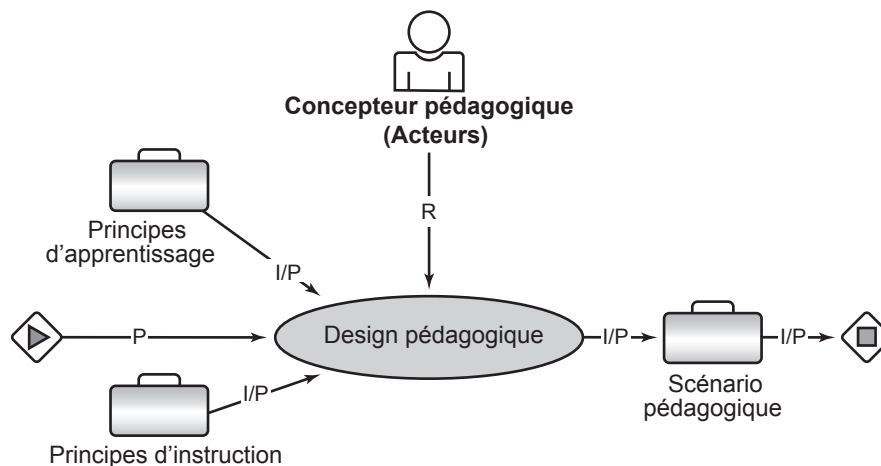 Concepteur pédagogique
(Acteurs)
R
Principes
d'apprentissage
I/P
P
Design pédagogique
I/P
I/P
Scénario
pédagogique
I/P
Principes d'instruction